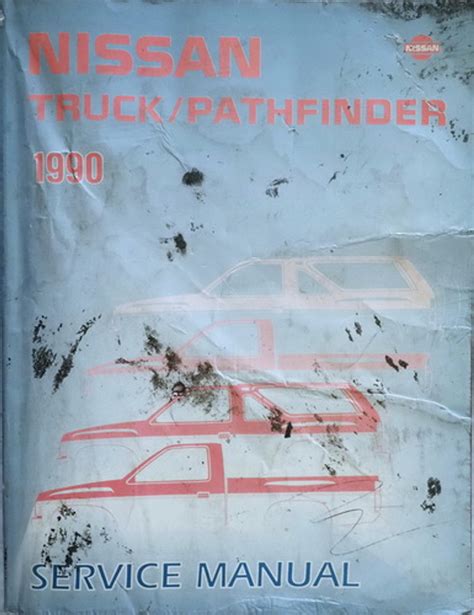 NISSAN
NISSAN
TRUCK/PATHFINDER
1990
SERVICE MANUAL